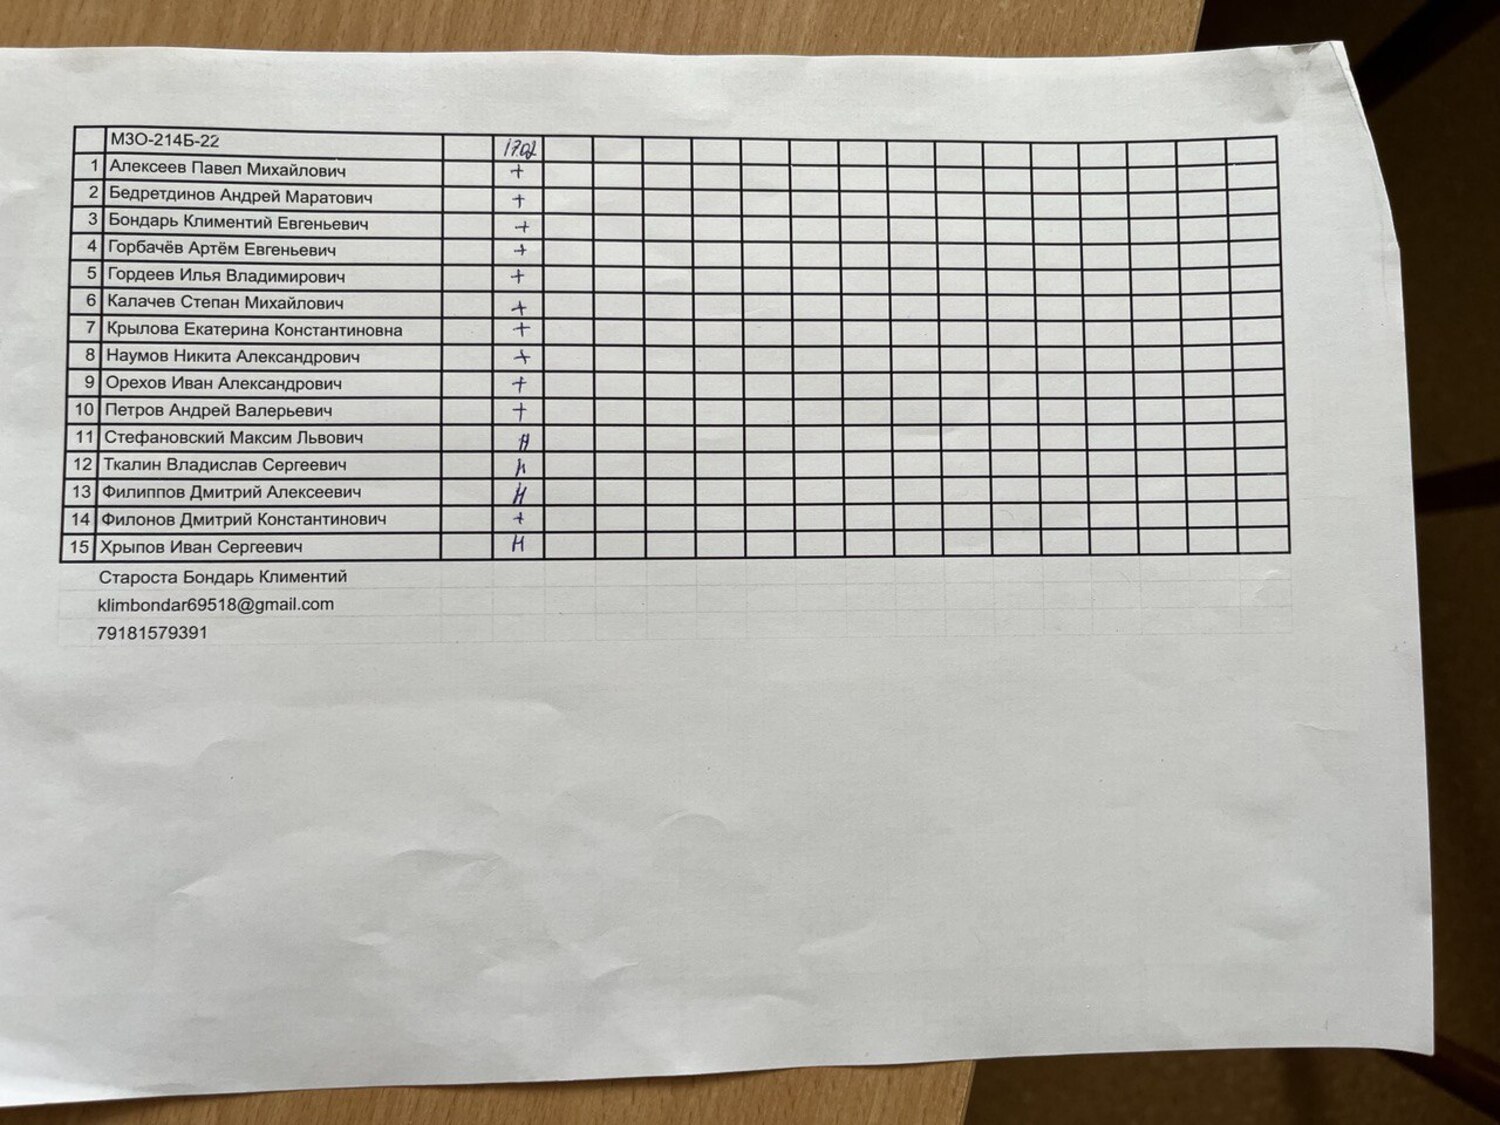 М3О-214Б-22 1702
1 Алексеев Павел Михайлович +
2 Бедретдинов Андрей Маратович +
3 Бондарь Климентий Евгеньевич +
4 Горбачёв Артём Евгеньевич +
5 Гордеев Илья Владимирович +
6 Калачев Степан Михайлович +
7 Крылова Екатерина Константиновна +
8 Наумов Никита Александрович +
9 Орехов Иван Александрович +
10 Петров Андрей Валерьевич +
11 Стефановский Максим Львович Н
12 Ткалин Владислав Сергеевич Н
13 Филиппов Дмитрий Алексеевич Н
14 Филонов Дмитрий Константинович +
15 Хрыпов Иван Сергеевич Н
Староста Бондарь Климентий
klimbondar69518@gmail.com
79181579391